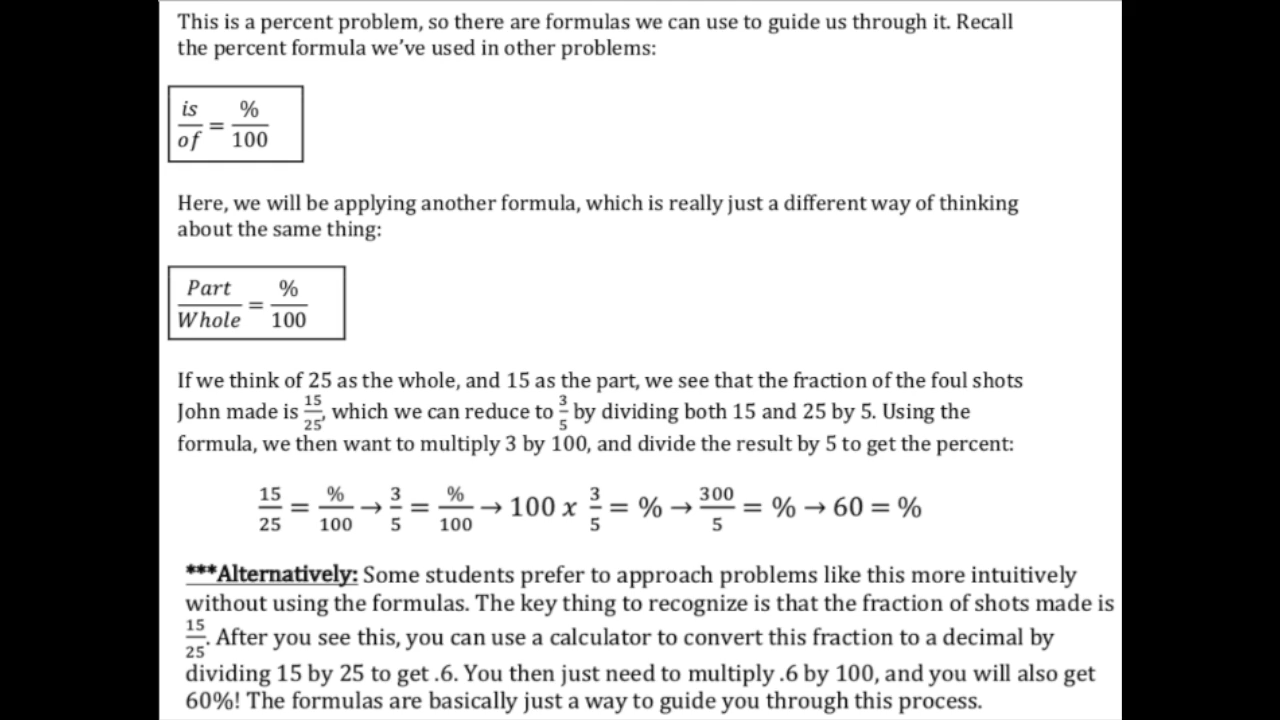 This is a percent problem, so there are formulas we can use to guide us through it. Recall
the percent formula we've used in other problems:
is/of = %/100
Here, we will be applying another formula, which is really just a different way of thinking
about the same thing:
Part/Whole = %/100
If we think of 25 as the whole, and 15 as the part, we see that the fraction of the foul shots
John made is 15/25, which we can reduce to 3/5 by dividing both 15 and 25 by 5. Using the
formula, we then want to multiply 3 by 100, and divide the result by 5 to get the percent:
15/25 = %/100 → 3/5 = %/100 → 100 x 3/5 = % → 300/5 = % → 60 = %
***Alternatively: Some students prefer to approach problems like this more intuitively
without using the formulas. The key thing to recognize is that the fraction of shots made is
15/25. After you see this, you can use a calculator to convert this fraction to a decimal by
dividing 15 by 25 to get .6. You then just need to multiply .6 by 100, and you will also get
60%! The formulas are basically just a way to guide you through this process.